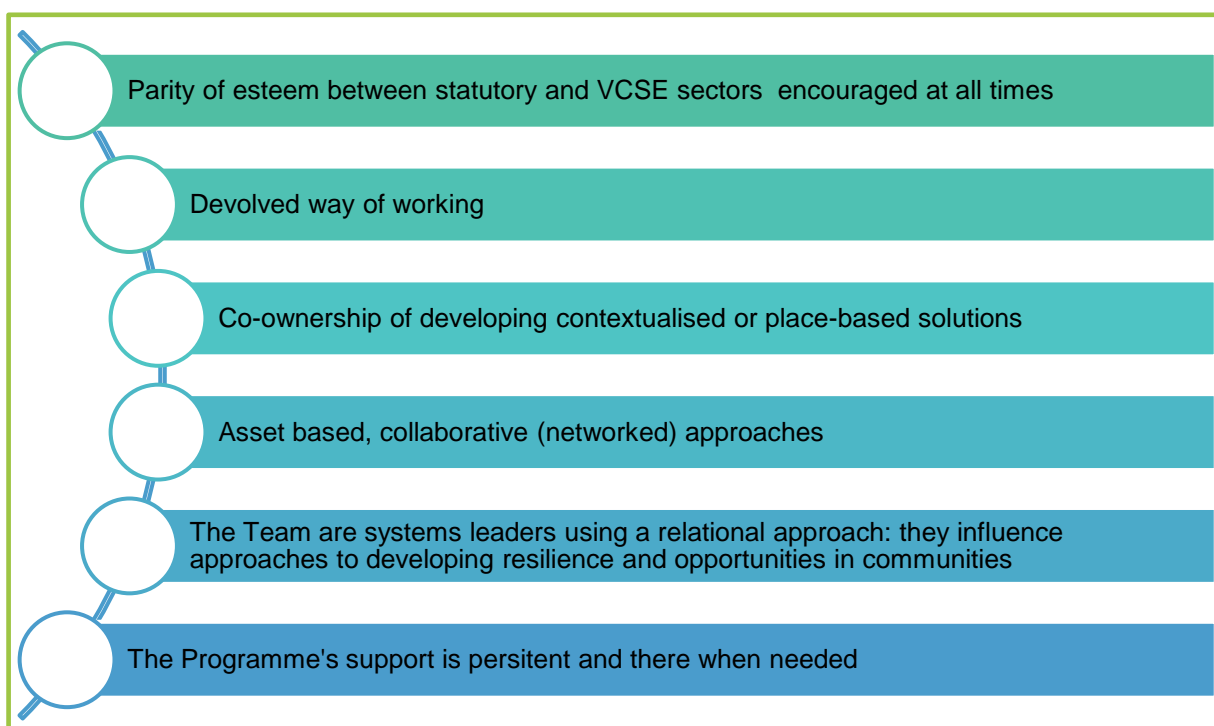 Parity of esteem between statutory and VCSE sectors  encouraged at all times
Devolved way of working
Co-ownership of developing contextualised or place-based solutions
Asset based, collaborative (networked) approaches
The Team are systems leaders using a relational approach: they influence
approaches to developing resilience and opportunities in communities
The Programme's support is persitent and there when needed